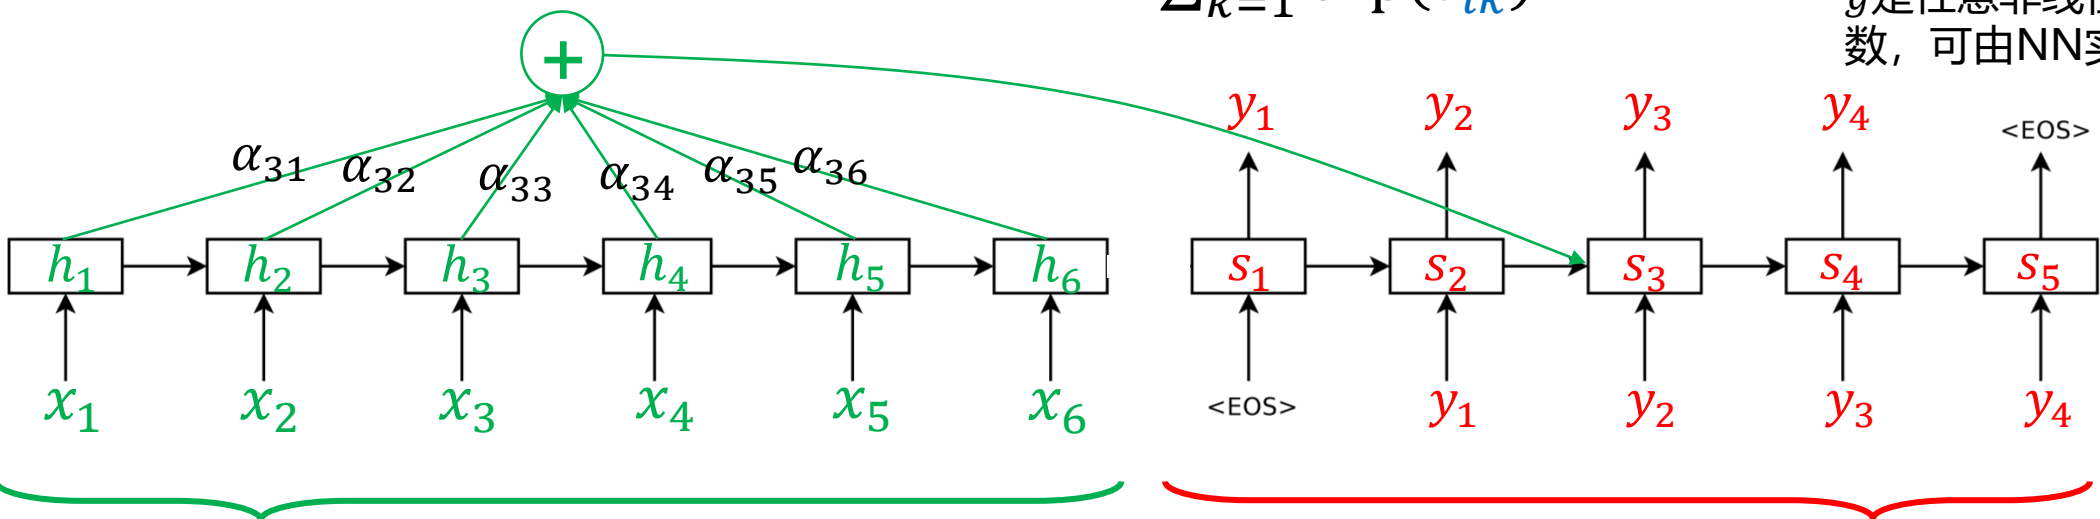 数，可由NN
+
y₁ y₂ y₃ y₄ <EOS>
α₃₁ α₃₂ α₃₃ α₃₄ α₃₅ α₃₆
h₁ h₂ h₃ h₄ h₅ h₆ s₁ s₂ s₃ s₄ s₅
x₁ x₂ x₃ x₄ x₅ x₆ <EOS> y₁ y₂ y₃ y₄